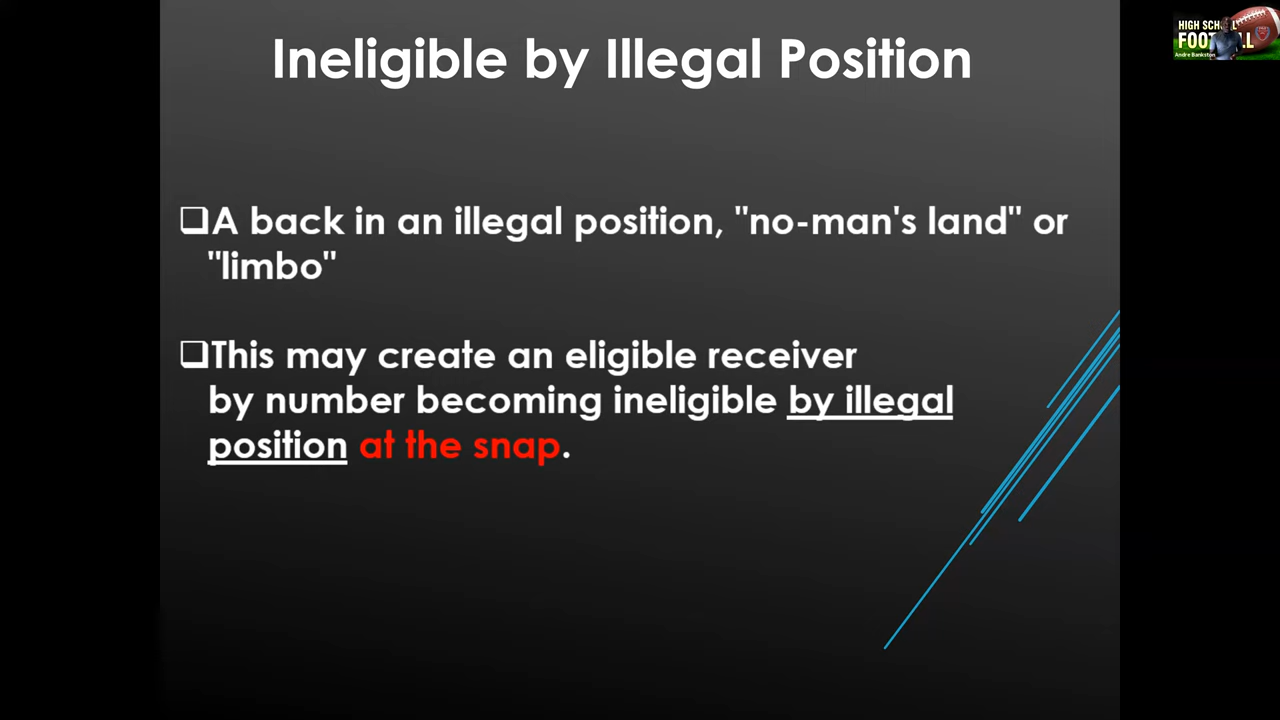 Ineligible by Illegal Position
HIGH SCHOOL
FOOTBALL
Andre Bankston
❑A back in an illegal position, "no-man's land" or
"limbo"
❑This may create an eligible receiver
by number becoming ineligible by illegal
position at the snap.